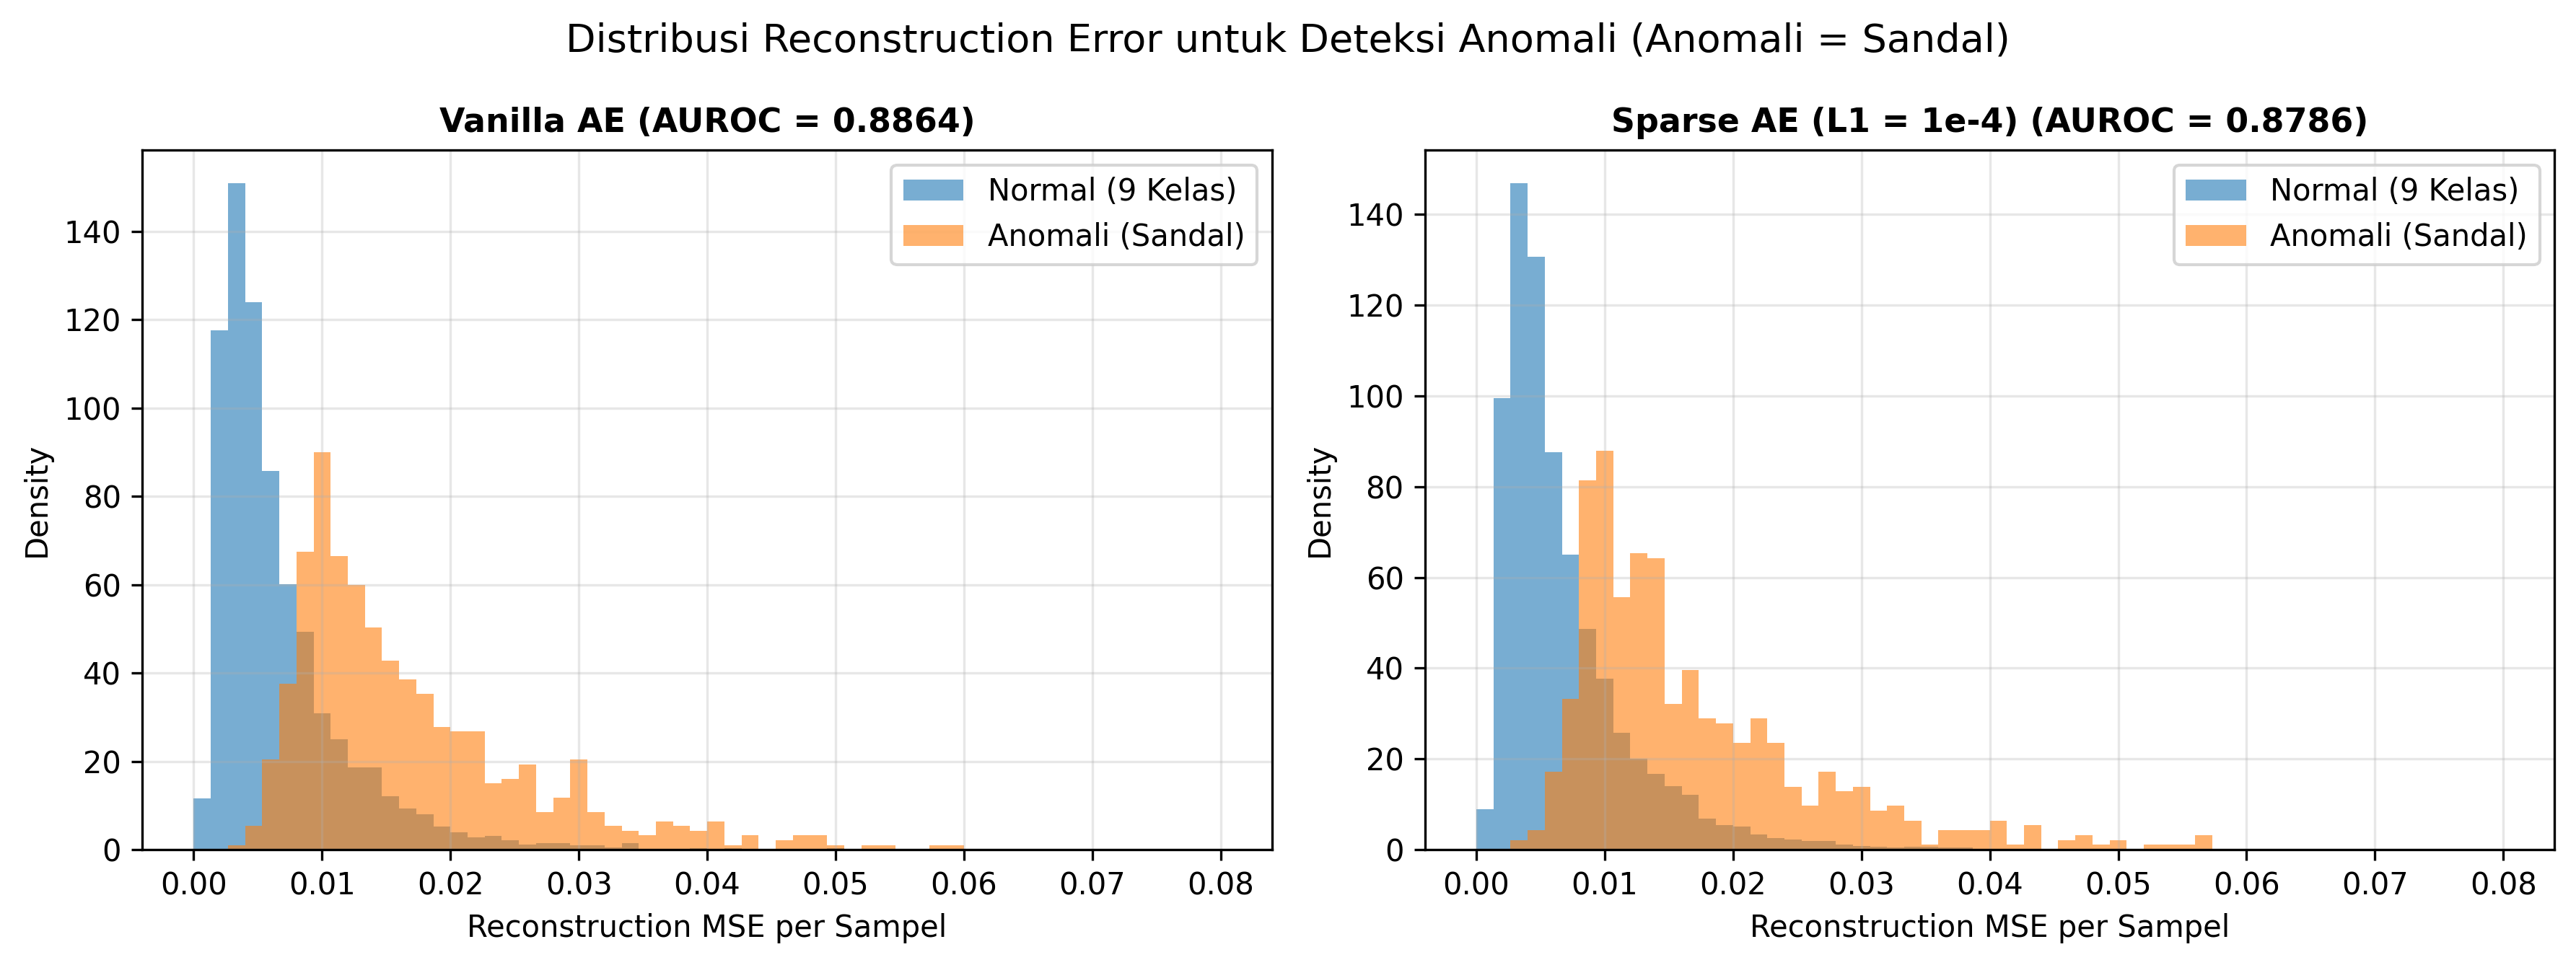 Distribusi Reconstruction Error untuk Deteksi Anomali (Anomali = Sandal)
Vanilla AE (AUROC = 0.8864)
Normal (9 Kelas)
Anomali (Sandal)
Density
140
120
100
80
60
40
20
0
0.00 0.01 0.02 0.03 0.04 0.05 0.06 0.07 0.08
Reconstruction MSE per Sampel
Sparse AE (L1 = 1e-4) (AUROC = 0.8786)
Normal (9 Kelas)
Anomali (Sandal)
Density
140
120
100
80
60
40
20
0
0.00 0.01 0.02 0.03 0.04 0.05 0.06 0.07 0.08
Reconstruction MSE per Sampel